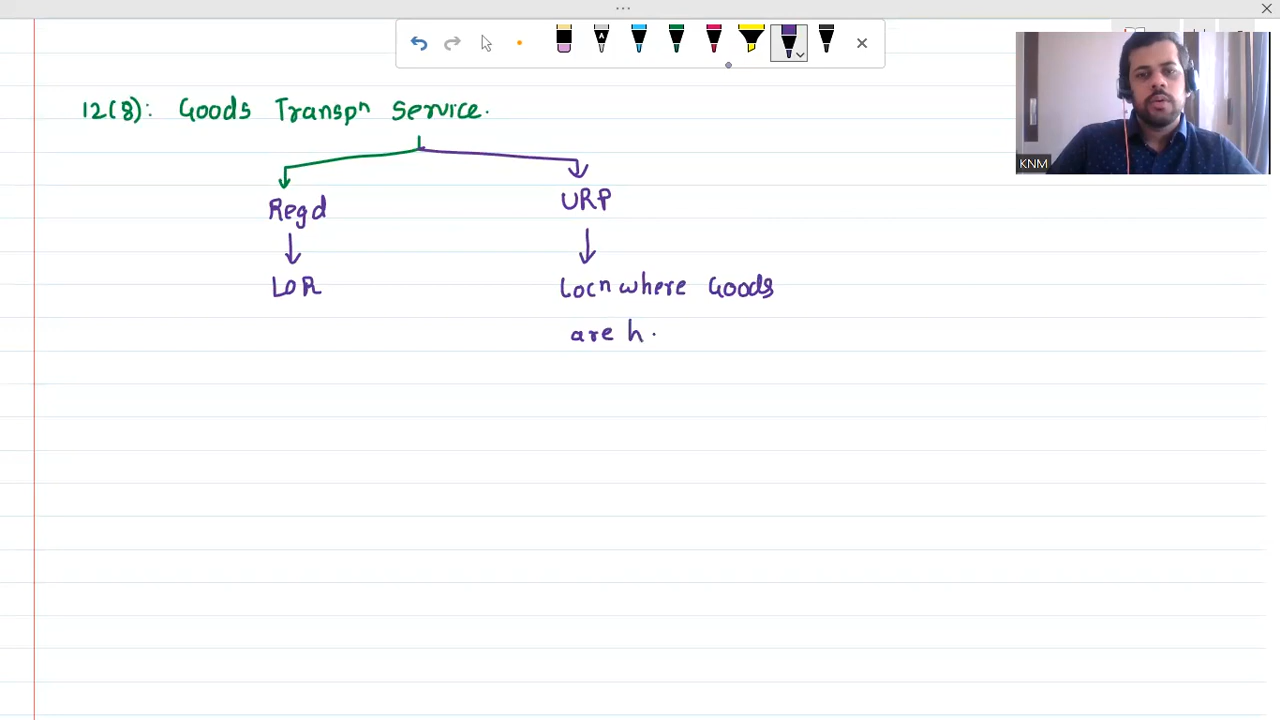 12(8): Goods Transpn Service.
Regd
URP
LOR
Locn where Goods
are h.
KNM